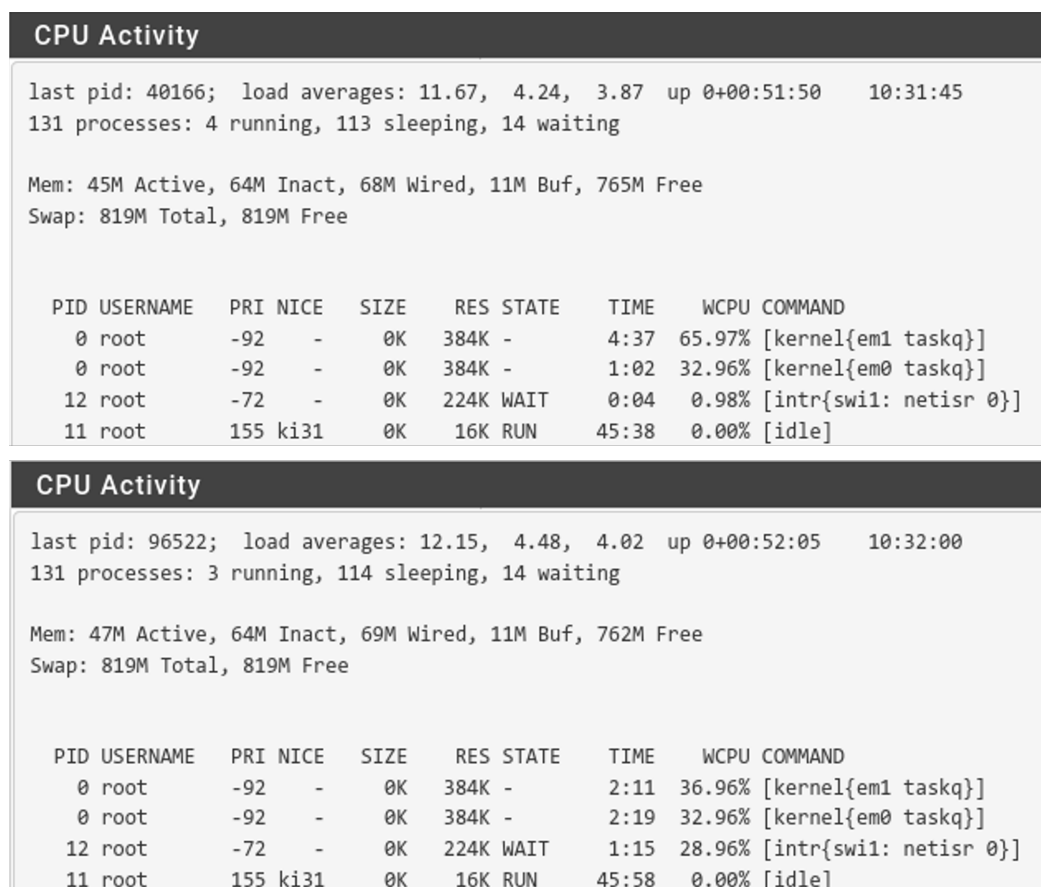 CPU Activity
last pid: 40166;  load averages: 11.67,  4.24,  3.87  up 0+00:51:50    10:31:45
131 processes: 4 running, 113 sleeping, 14 waiting
Mem: 45M Active, 64M Inact, 68M Wired, 11M Buf, 765M Free
Swap: 819M Total, 819M Free
PID USERNAME   PRI NICE   SIZE    RES STATE    TIME    WCPU COMMAND
0 root       -92    -     0K   384K -        4:37  65.97% [kernel{em1 taskq}]
0 root       -92    -     0K   384K -        1:02  32.96% [kernel{em0 taskq}]
12 root       -72    -     0K   224K WAIT     0:04   0.98% [intr{swi1: netisr 0}]
11 root       155 ki31     0K    16K RUN     45:38   0.00% [idle]
CPU Activity
last pid: 96522;  load averages: 12.15,  4.48,  4.02  up 0+00:52:05    10:32:00
131 processes: 3 running, 114 sleeping, 14 waiting
Mem: 47M Active, 64M Inact, 69M Wired, 11M Buf, 762M Free
Swap: 819M Total, 819M Free
PID USERNAME   PRI NICE   SIZE    RES STATE    TIME    WCPU COMMAND
0 root       -92    -     0K   384K -        2:11  36.96% [kernel{em1 taskq}]
0 root       -92    -     0K   384K -        2:19  32.96% [kernel{em0 taskq}]
12 root       -72    -     0K   224K WAIT     1:15  28.96% [intr{swi1: netisr 0}]
11 root       155 ki31     0K    16K RUN     45:58   0.00% [idle]